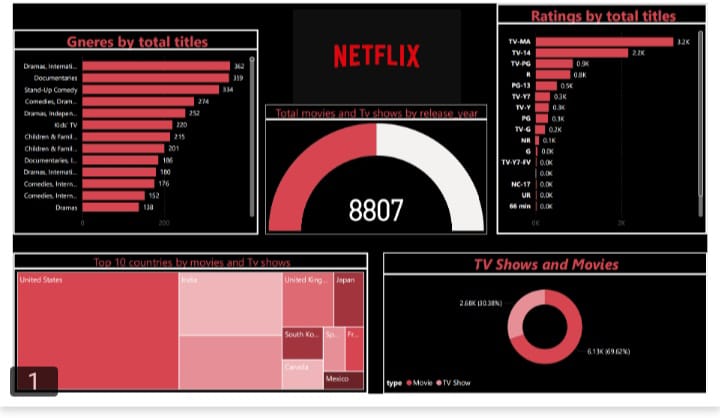 Gneres by total titles
Dramas, Internati... 362
Documentaries 359
Stand-Up Comedy 334
Comedies, Dram... 274
Dramas, Indepen... 252
Kids' TV 220
Children & Famil... 215
Children & Famil... 201
Documentaries, I... 186
Dramas, Internati... 180
Comedies, Intern... 176
Comedies, Intern... 152
Dramas 138
0 200
NETFLIX
Total movies and Tv shows by release year
8807
Ratings by total titles
TV-MA 3.2K
TV-14 2.2K
TV-PG 0.9K
R 0.8K
PG-13 0.5K
TV-Y7 0.3K
TV-Y 0.3K
PG 0.3K
TV-G 0.2K
NR 0.1K
G 0.0K
TV-Y7-FV 0.0K
0.0K
NC-17 0.0K
UR 0.0K
66 min 0.0K
0K 2K
Top 10 countries by movies and Tv shows
United States
India
United King...
Japan
South Ko...
Sp...
Fr...
Canada
Mexico
TV Shows and Movies
2.68K (30.38%)
6.13K (69.62%)
type Movie TV Show
1